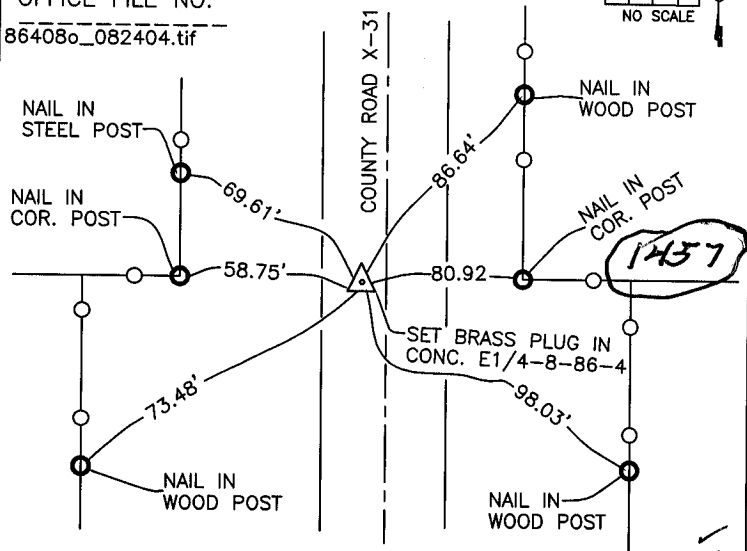 OFFICE FILE NO.
86408o_082404.tif
NO SCALE
COUNTY ROAD X-31
NAIL IN
STEEL POST
NAIL IN
WOOD POST
86.64'
69.61'
NAIL IN
COR. POST
NAIL IN
COR. POST
1457
58.75'
80.92
SET BRASS PLUG IN
CONC. E1/4-8-86-4
73.48'
98.03'
NAIL IN
WOOD POST
NAIL IN
WOOD POST